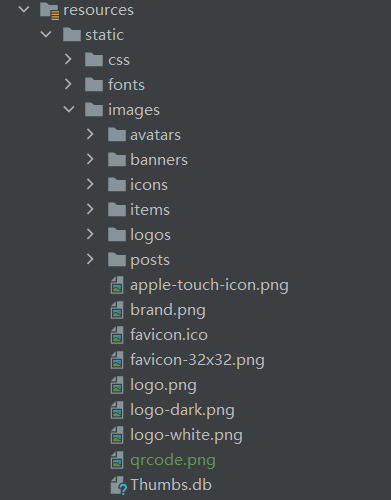 resources
static
css
fonts
images
avatars
banners
icons
items
logos
posts
apple-touch-icon.png
brand.png
favicon.ico
favicon-32x32.png
logo.png
logo-dark.png
logo-white.png
qrcode.png
Thumbs.db